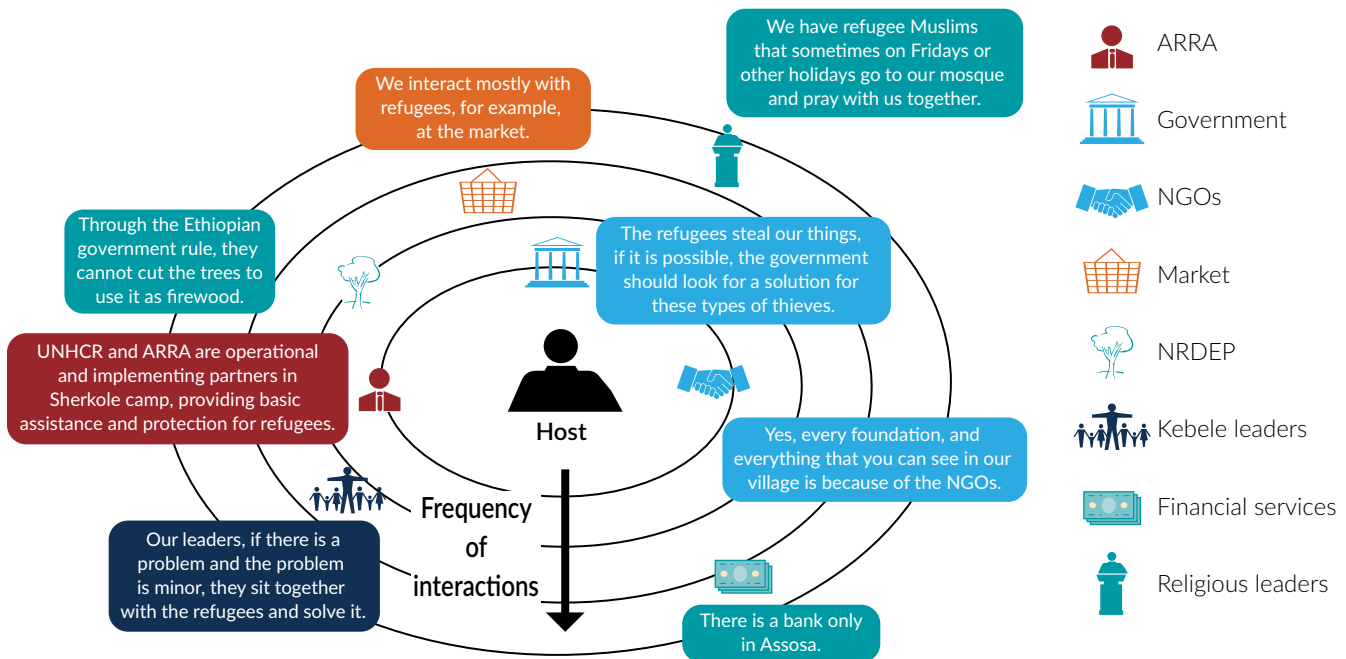 We have refugee Muslims
that sometimes on Fridays or
other holidays go to our mosque
and pray with us together.
We interact mostly with
refugees, for example,
at the market.
Through the Ethiopian
government rule, they
cannot cut the trees to
use it as firewood.
The refugees steal our things,
if it is possible, the government
should look for a solution for
these types of thieves.
UNHCR and ARRA are operational
and implementing partners in
Sherkole camp, providing basic
assistance and protection for refugees.
Host
Yes, every foundation, and
everything that you can see in our
village is because of the NGOs.
Frequency
of
interactions
Our leaders, if there is a
problem and the problem
is minor, they sit together
with the refugees and solve it.
There is a bank only
in Assosa.
ARRA
Government
NGOs
Market
NRDEP
Kebele leaders
Financial services
Religious leaders